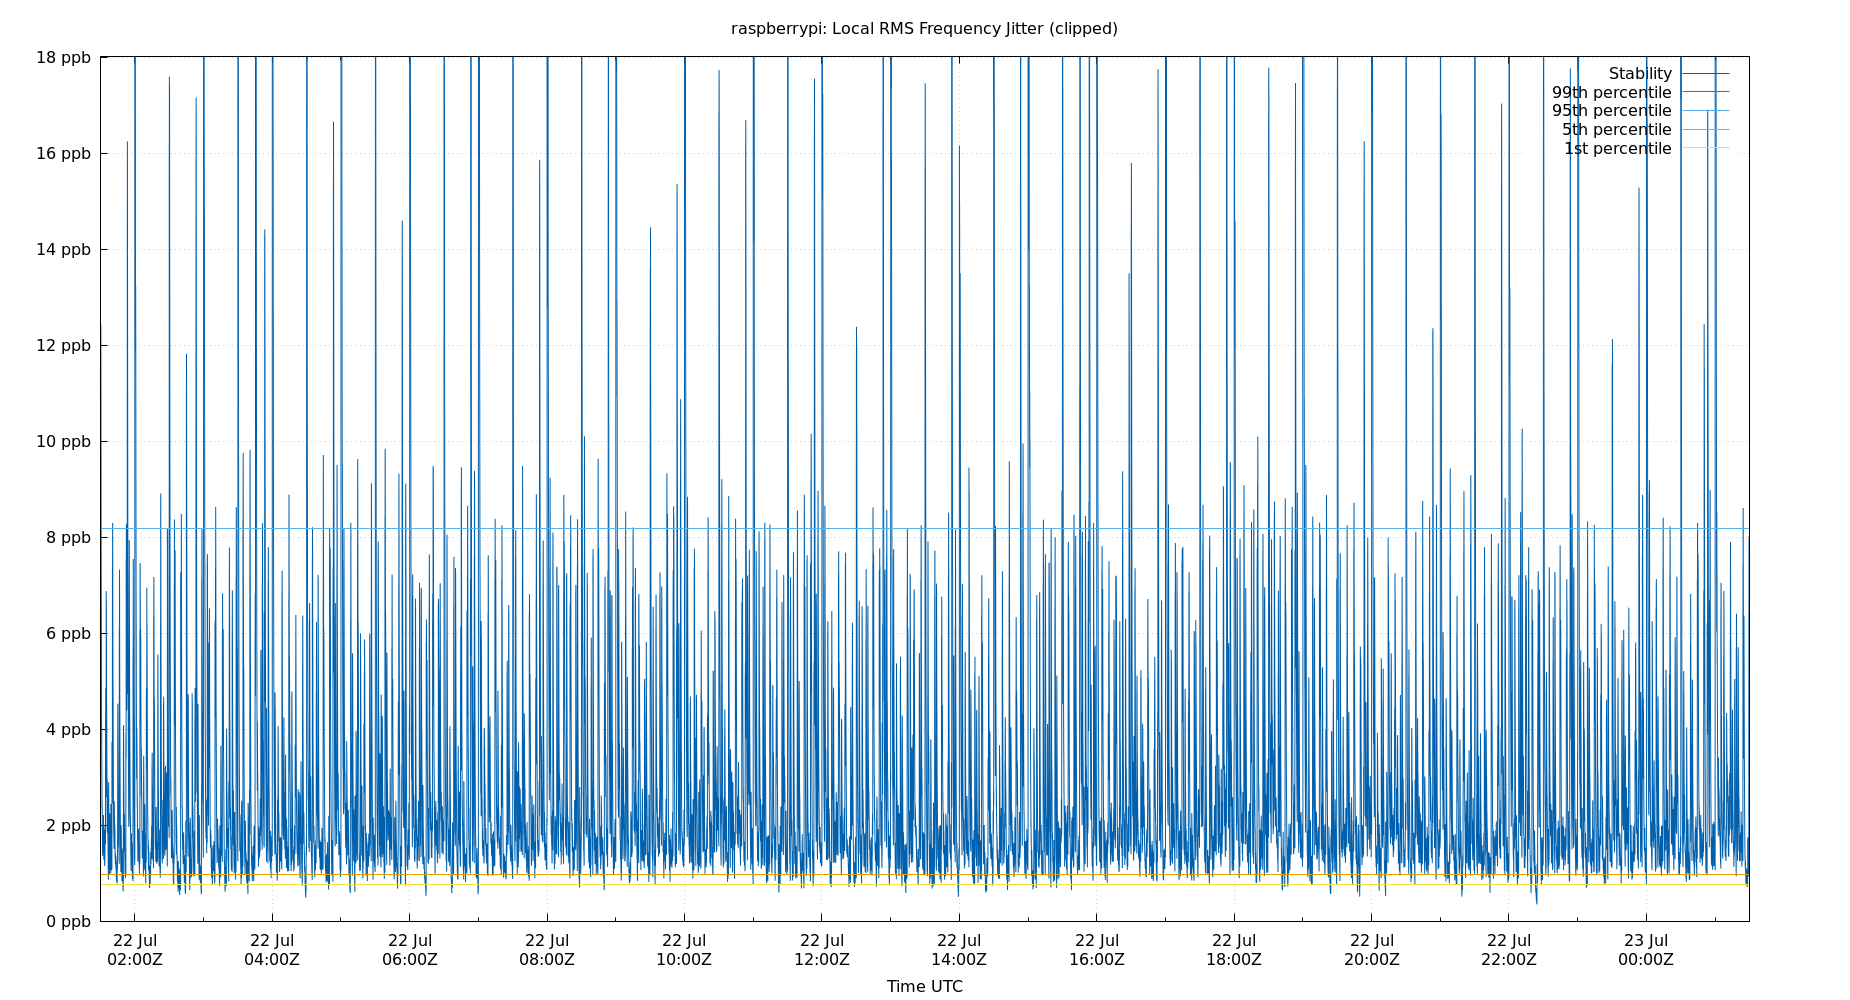 raspberrypi: Local RMS Frequency Jitter (clipped)
18 ppb
16 ppb
14 ppb
12 ppb
10 ppb
8 ppb
6 ppb
4 ppb
2 ppb
0 ppb
Stability
99th percentile
95th percentile
5th percentile
1st percentile
22 Jul 22 Jul 22 Jul 22 Jul 22 Jul 22 Jul 22 Jul 22 Jul 22 Jul 22 Jul 22 Jul 23 Jul
02:00Z 04:00Z 06:00Z 08:00Z 10:00Z 12:00Z 14:00Z 16:00Z 18:00Z 20:00Z 22:00Z 00:00Z
Time UTC